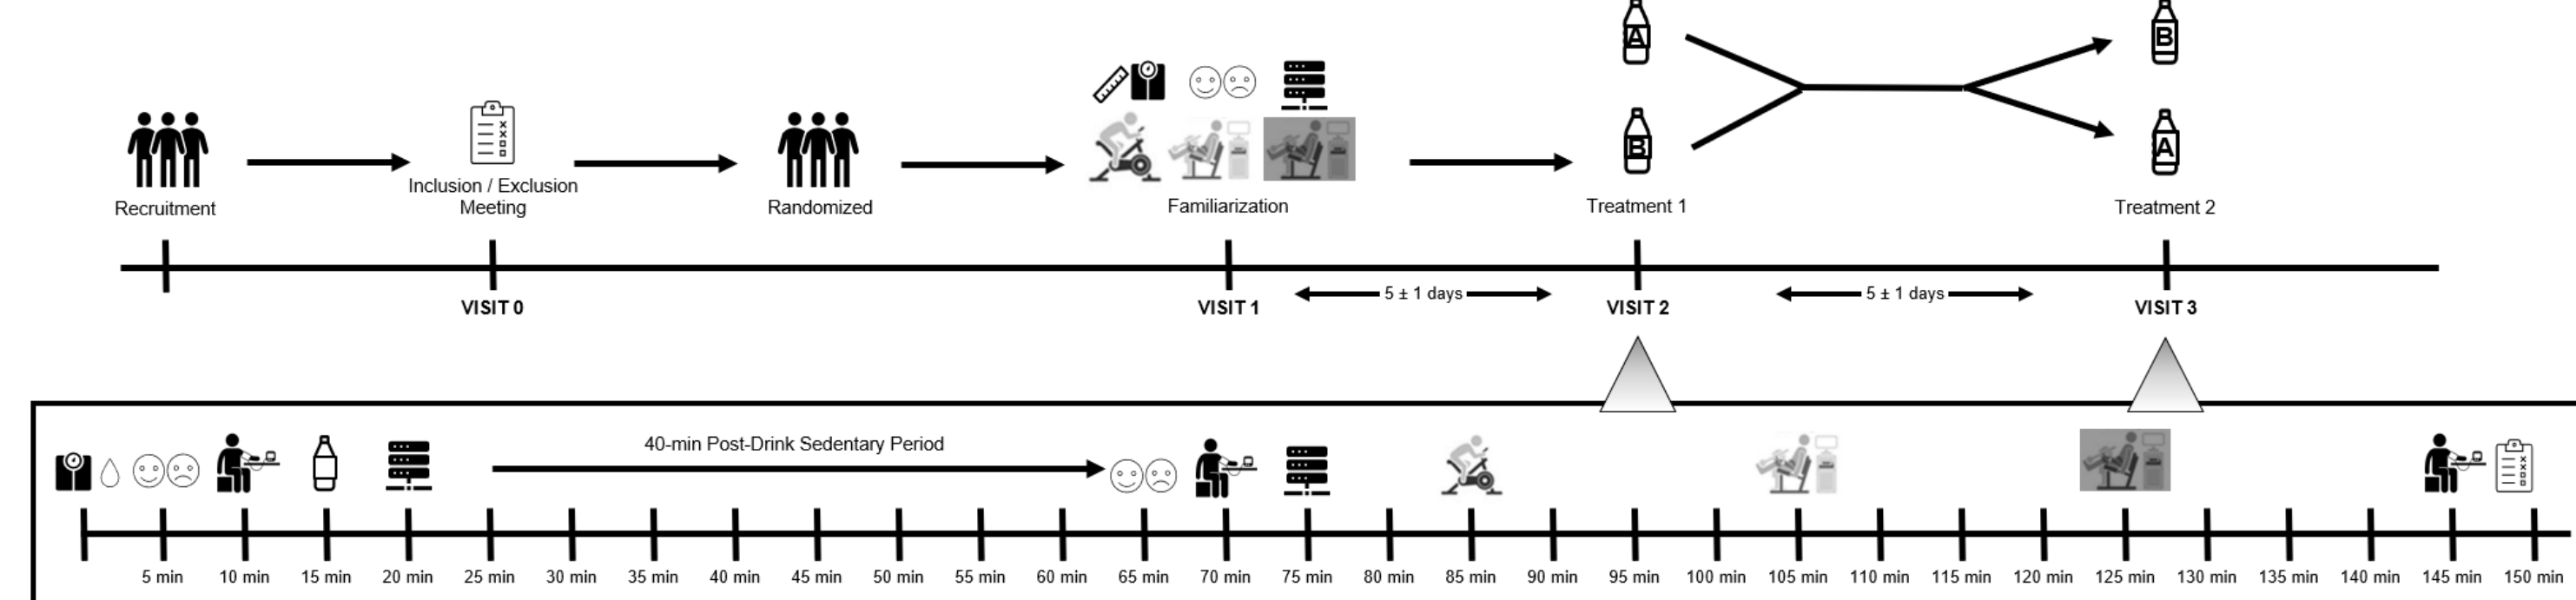 A
B
B
A
Recruitment
Inclusion / Exclusion
Meeting
Randomized
Familiarization
Treatment 1
Treatment 2
VISIT 0
VISIT 1
5 ± 1 days
VISIT 2
5 ± 1 days
VISIT 3
40-min Post-Drink Sedentary Period
5 min
10 min
15 min
20 min
25 min
30 min
35 min
40 min
45 min
50 min
55 min
60 min
65 min
70 min
75 min
80 min
85 min
90 min
95 min
100 min
105 min
110 min
115 min
120 min
125 min
130 min
135 min
140 min
145 min
150 min